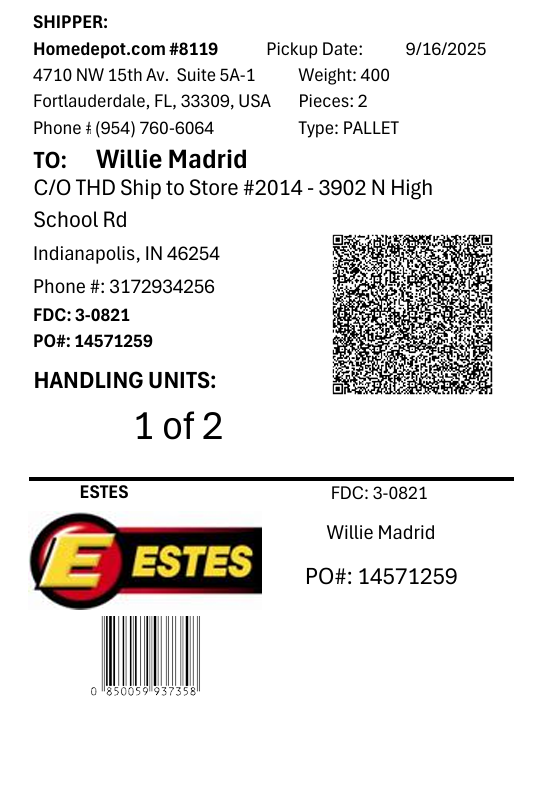 SHIPPER:
Homedepot.com #8119 Pickup Date: 9/16/2025
4710 NW 15th Av. Suite 5A-1 Weight: 400
Fortlauderdale, FL, 33309, USA Pieces: 2
Phone # (954) 760-6064 Type: PALLET
TO: Willie Madrid
C/O THD Ship to Store #2014 - 3902 N High
School Rd
Indianapolis, IN 46254
Phone #: 3172934256
FDC: 3-0821
PO#: 14571259
HANDLING UNITS:
1 of 2
ESTES FDC: 3-0821
Willie Madrid
E ESTES
PO#: 14571259
0 850059 937358